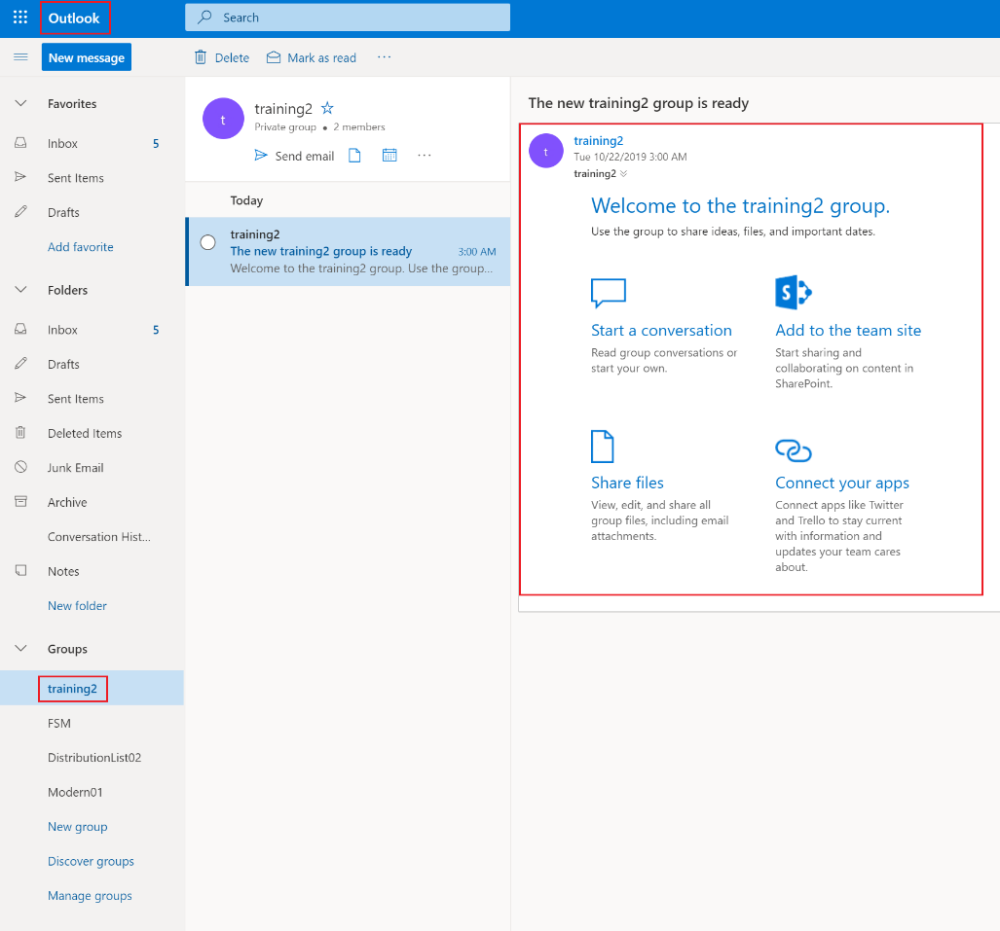 Outlook
Search
New message
Delete
Mark as read
Favorites
Inbox 5
Sent Items
Drafts
Add favorite
Folders
Inbox 5
Drafts
Sent Items
Deleted Items
Junk Email
Archive
Conversation Hist...
Notes
New folder
Groups
training2
FSM
DistributionList02
Modern01
New group
Discover groups
Manage groups
t
training2
Private group • 2 members
Send email
Today
training2
The new training2 group is ready 3:00 AM
Welcome to the training2 group. Use the group...
The new training2 group is ready
t
training2
Tue 10/22/2019 3:00 AM
training2
Welcome to the training2 group.
Use the group to share ideas, files, and important dates.
Start a conversation
Read group conversations or
start your own.
S
Add to the team site
Start sharing and
collaborating on content in
SharePoint.
Share files
View, edit, and share all
group files, including email
attachments.
Connect your apps
Connect apps like Twitter
and Trello to stay current
with information and
updates your team cares
about.